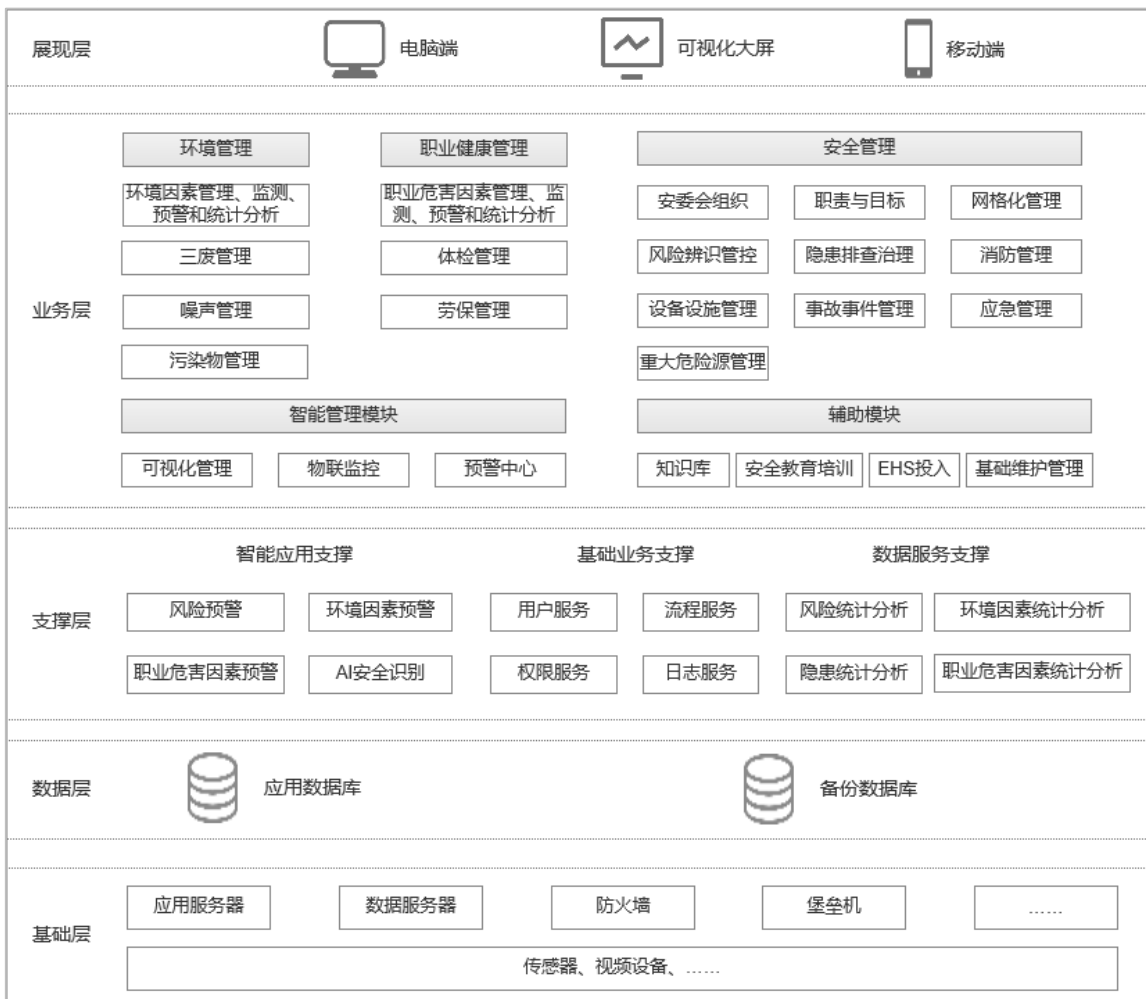 展现层
电脑端
可视化大屏
移动端
业务层
环境管理
职业健康管理
安全管理
环境因素管理、监测、
预警和统计分析
职业危害因素管理、监
测、预警和统计分析
安委会组织
职责与目标
网格化管理
三废管理
体检管理
风险辨识管控
隐患排查治理
消防管理
噪声管理
劳保管理
设备设施管理
事故事件管理
应急管理
污染物管理
重大危险源管理
智能管理模块
辅助模块
可视化管理
物联监控
预警中心
知识库
安全教育培训
EHS投入
基础维护管理
支撑层
智能应用支撑
基础业务支撑
数据服务支撑
风险预警
环境因素预警
用户服务
流程服务
风险统计分析
环境因素统计分析
职业危害因素预警
AI安全识别
权限服务
日志服务
隐患统计分析
职业危害因素统计分析
数据层
应用数据库
备份数据库
基础层
应用服务器
数据服务器
防火墙
堡垒机
……
传感器、视频设备、……